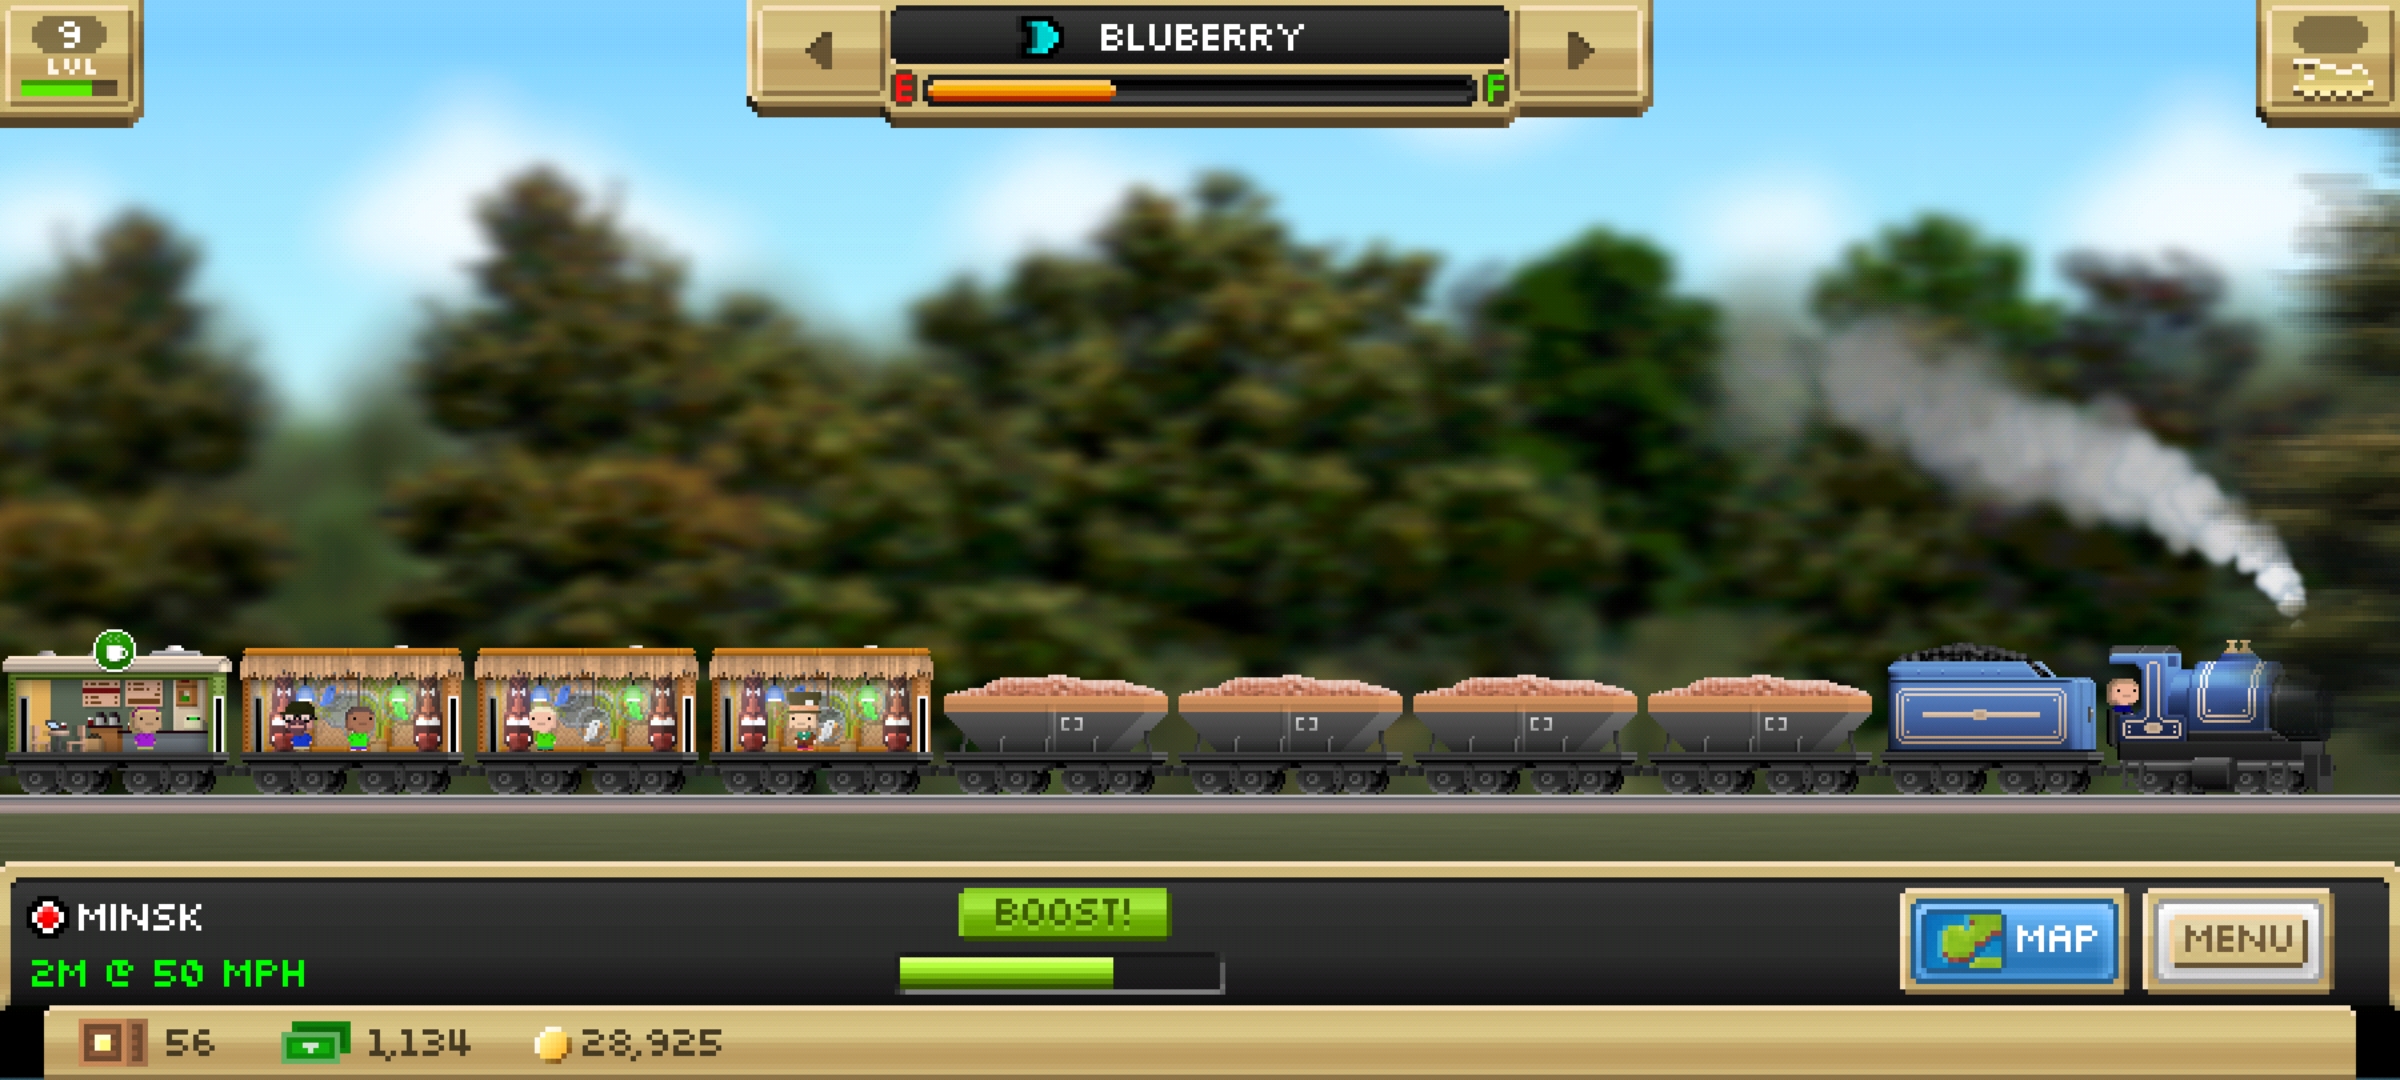 9
LVL
BLUBERRY
E
F
MINSK
2M @ 50 MPH
BOOST!
MAP
MENU
56
1,134
28,925